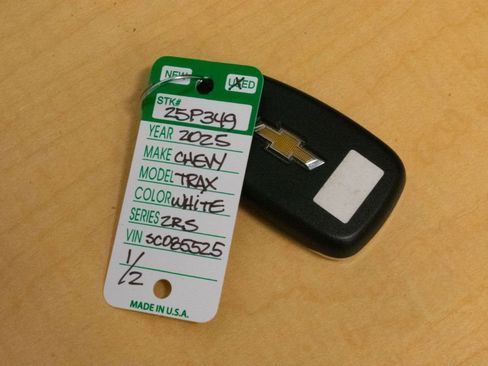 NEW USED
STK# 25P349
YEAR 2025
MAKE CHEVY
MODEL TRAX
COLOR WHITE
SERIES 2RS
VIN SC085525
1/2
MADE IN U.S.A.